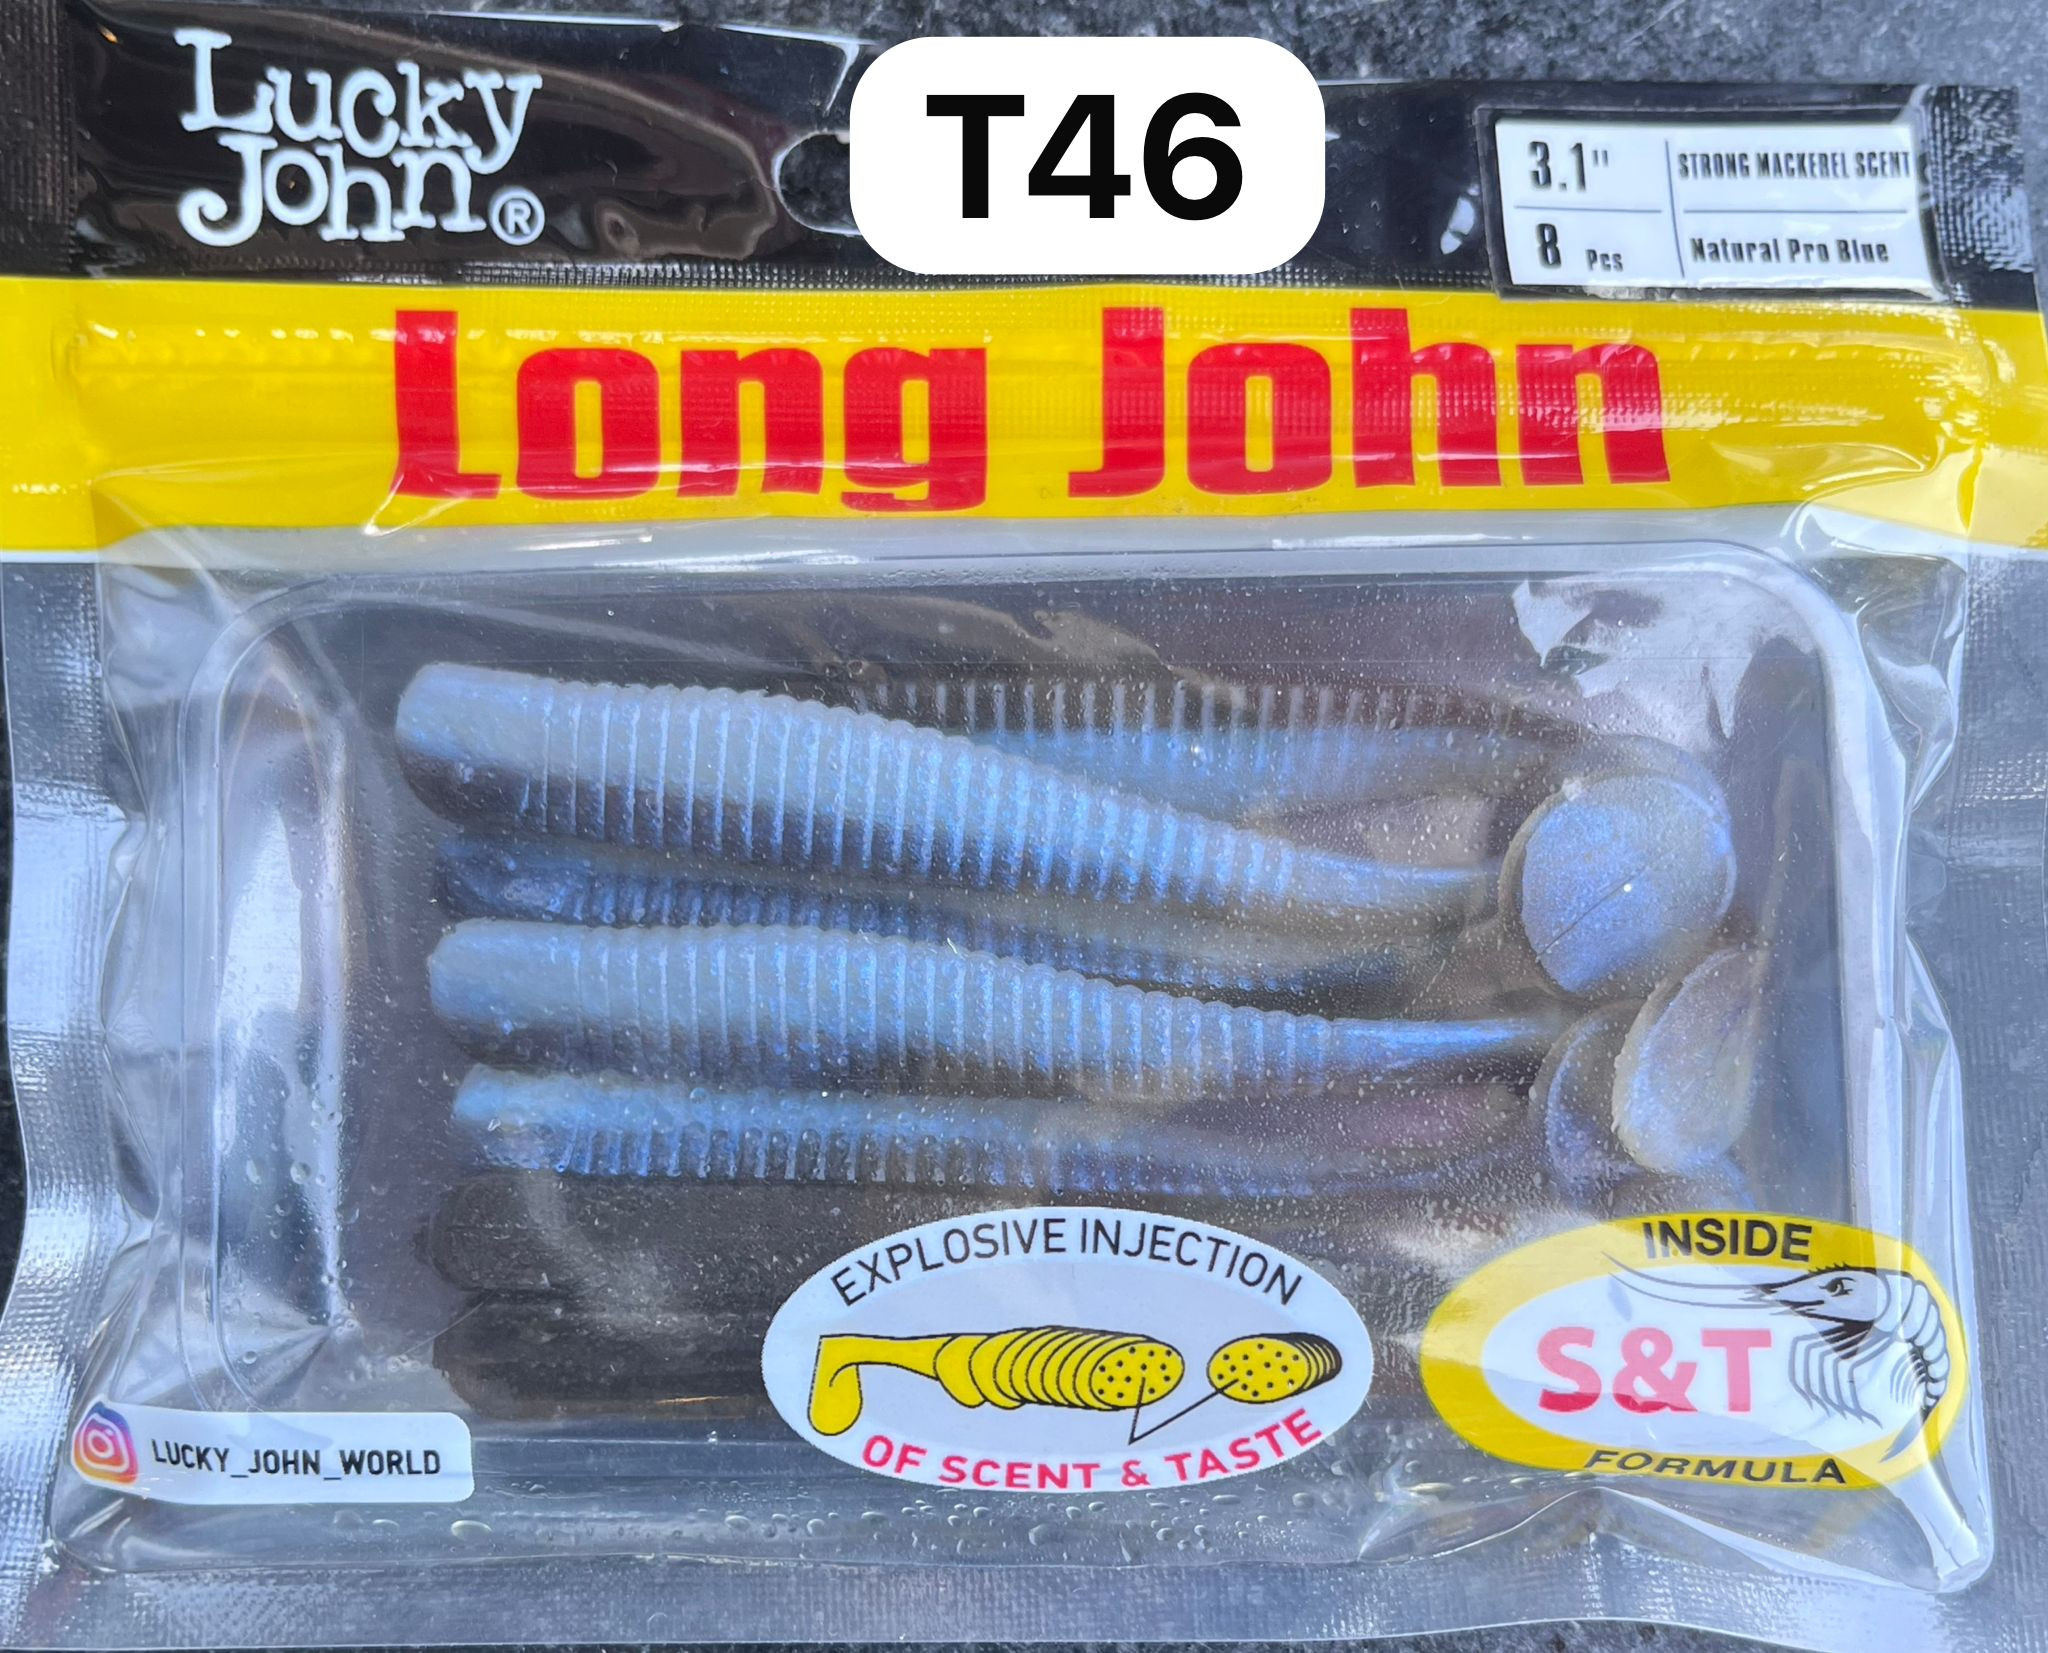 Lucky
John®
T46
3.1"
STRONG MACKEREL SCENT
8 Pcs
Natural Pro Blue
Long John
EXPLOSIVE INJECTION
OF SCENT & TASTE
INSIDE
S&T
FORMULA
LUCKY_JOHN_WORLD